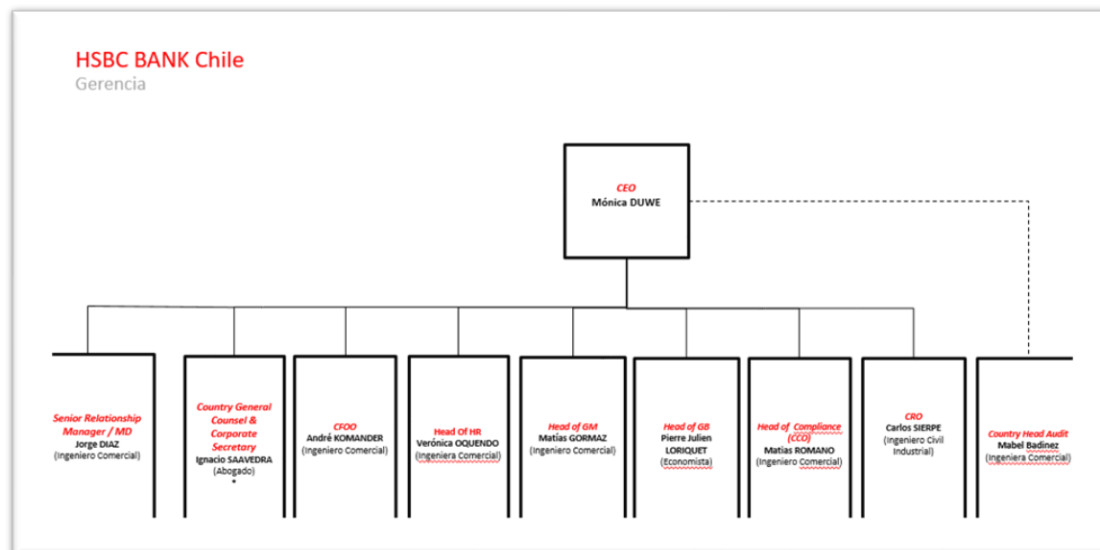 HSBC BANK Chile
Gerencia
CEO
Mónica DUWE
Senior Relationship
Manager / MD
Jorge DIAZ
(Ingeniero Comercial)
Country General
Counsel &
Corporate
Secretary
Ignacio SAAVEDRA
(Abogado)
*
CFOO
André KOMANDER
(Ingeniero Comercial)
Head Of HR
Verónica OQUENDO
(Ingeniera Comercial)
Head of GM
Matías GORMAZ
(Ingeniero Comercial)
Head of GB
Pierre Julien
LORIQUET
(Economista)
Head of Compliance
(CCO)
Matias ROMANO
(Ingeniero Comercial)
CRO
Carlos SIERPE
(Ingeniero Civil
Industrial)
Country Head Audit
Mabel Badinez
(Ingeniera Comercial)